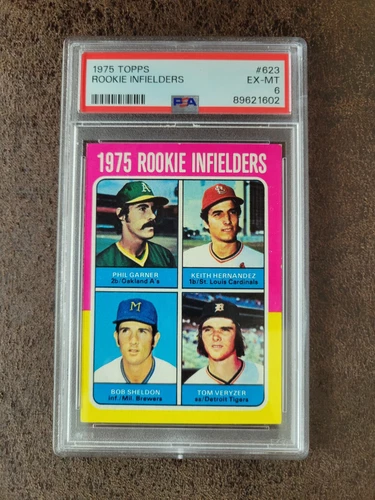 1975 TOPPS #623
ROOKIE INFIELDERS EX-MT
6
PSA 89621602
1975 ROOKIE INFIELDERS
A's
PHIL GARNER KEITH HERNANDEZ
2b/Oakland A's 1b/St. Louis Cardinals
M D
BOB SHELDON TOM VERYZER
inf./Mil. Brewers ss/Detroit Tigers